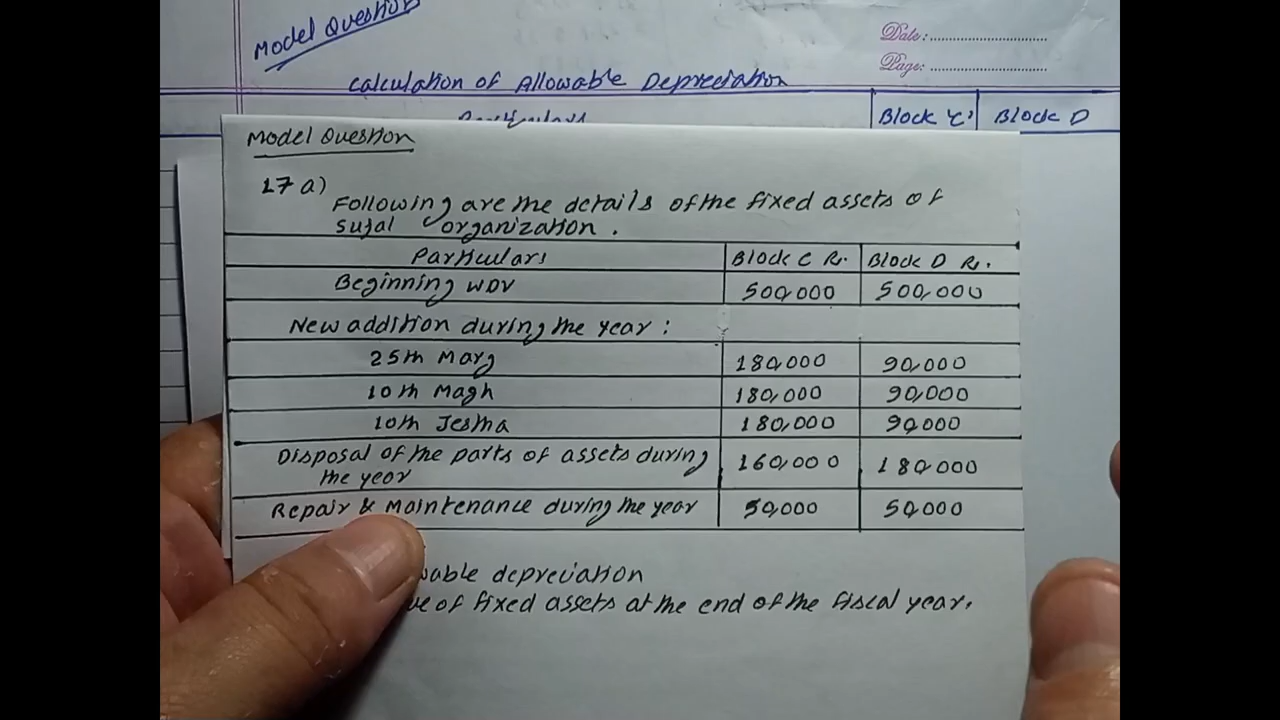 Model Question
Date:
Page:
Calculation of Allowable Depreciation
Particulars Block 'C' Block D
Model Question
17 a)
Following are the details of the fixed assets of
sujal organization.
Particulars Block C Rs. Block D Rs.
Beginning WDV 500,000 500,000
New addition during the year :
25th Marg 180,000 90,000
10th Magh 180,000 90,000
10th Jestha 180,000 90,000
Disposal of the parts of assets during 160,000 180,000
the year
Repair & Maintenance during the year 50,000 50,000
depreciation
of fixed assets at the end of the fiscal year.